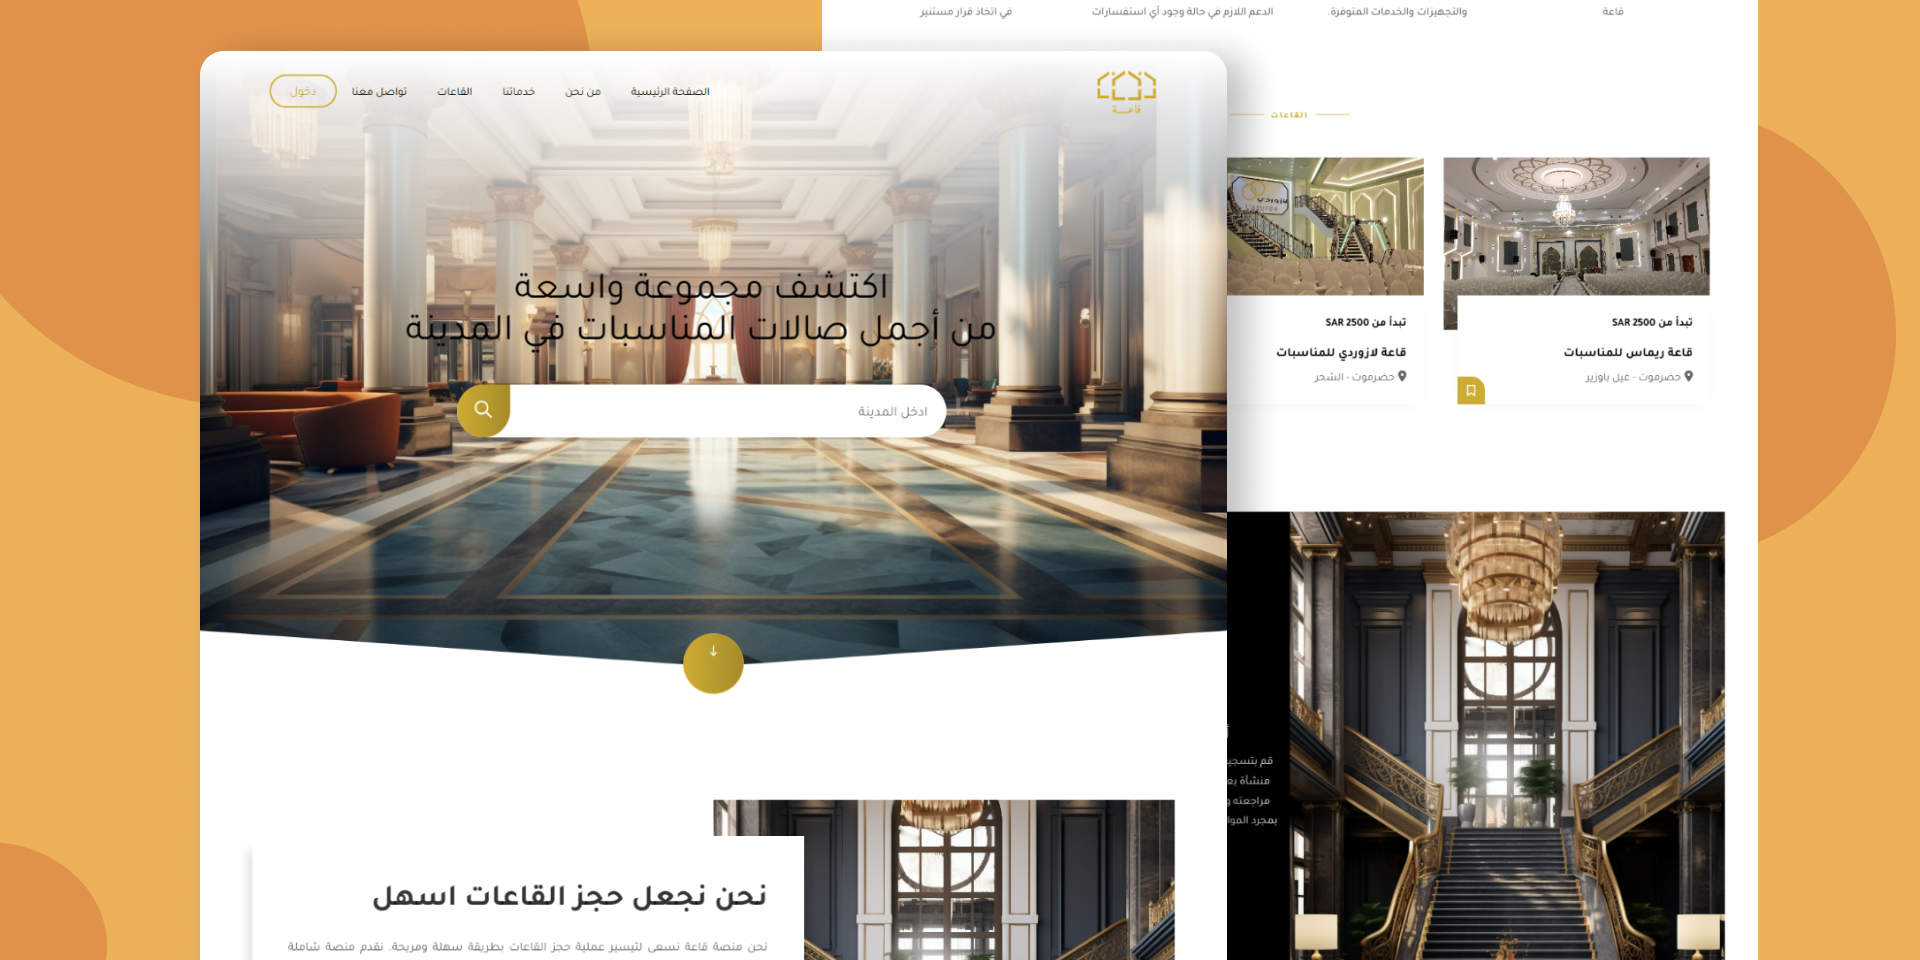 الصفحة الرئيسية
من نحن
خدماتنا
القاعات
تواصل معنا
دخول
قاعة
اكتشف مجموعة واسعة
من أجمل صالات المناسبات في المدينة
ادخل المدينة
نحن نجعل حجز القاعات اسهل
نحن منصة قاعة نسعى لتيسير عملية حجز القاعات بطريقة سهلة ومريحة. نقدم منصة شاملة
قاعة
والتجهيزات والخدمات المتوفرة.
الدعم اللازم في حالة وجود أي استفسارات
في اتخاذ قرار مستنير
القاعات
تبدأ من 2500 SAR
قاعة ريماس للمناسبات
حضرموت - غيل باوزير
لازوردي
تبدأ من 2500 SAR
قاعة لازوردي للمناسبات
حضرموت - الشحر
قم بتسجي
منشأة بع
مراجعته و
بمجرد الموا